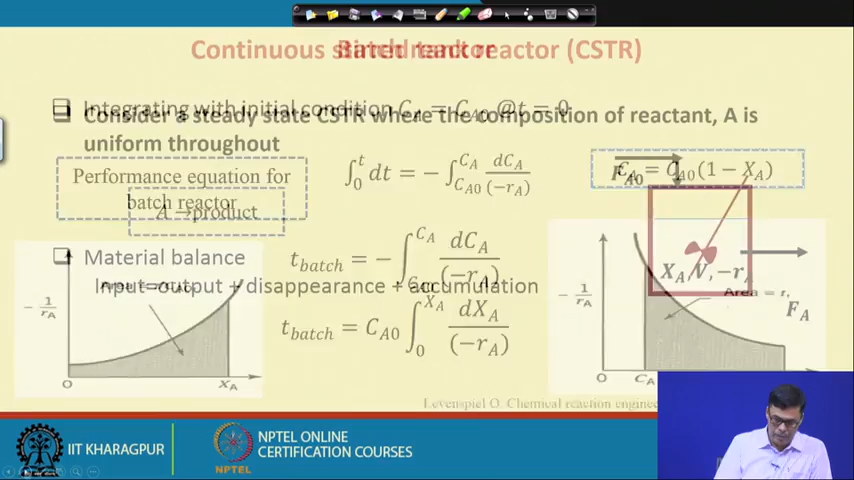 Continuous stirred tank reactor (CSTR)
Batch reactor
❑ Integrating with initial condition C_A = C_A0 @t = 0
❑ Consider a steady state CSTR where the composition of reactant, A is
uniform throughout
Performance equation for
batch reactor
A → product
∫_0^t dt = − ∫_{C_A0}^{C_A} dC_A/(−r_A)
C_A = C_A0(1 − X_A)
F_A0
❑ Material balance
Input=output + disappearance + accumulation
t_batch = − ∫_{C_A0}^{C_A} dC_A/(−r_A)
t_batch = C_A0 ∫_0^{X_A} dX_A/(−r_A)
X_A, V, −r_A
F_A
− 1/r_A
O
X_A
Area = t,
− 1/r_A
O
C_A
Levenspiel O. Chemical reaction engine
IIT KHARAGPUR
NPTEL
NPTEL ONLINE
CERTIFICATION COURSES